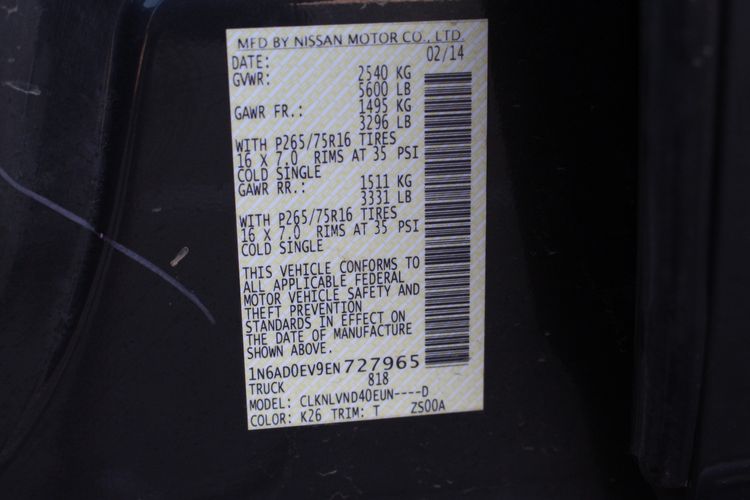 MFD BY NISSAN MOTOR CO., LTD.
DATE: 02/14
GVWR: 2540 KG
5600 LB
GAWR FR.: 1495 KG
3296 LB
WITH P265/75R16 TIRES
16 X 7.0 RIMS AT 35 PSI
COLD SINGLE
GAWR RR.: 1511 KG
3331 LB
WITH P265/75R16 TIRES
16 X 7.0 RIMS AT 35 PSI
COLD SINGLE
THIS VEHICLE CONFORMS TO
ALL APPLICABLE FEDERAL
MOTOR VEHICLE SAFETY AND
THEFT PREVENTION
STANDARDS IN EFFECT ON
THE DATE OF MANUFACTURE
SHOWN ABOVE.
1N6AD0EV9EN727965
TRUCK 818
MODEL: CLKNLVND40EUN----D
COLOR: K26 TRIM: T ZS00A